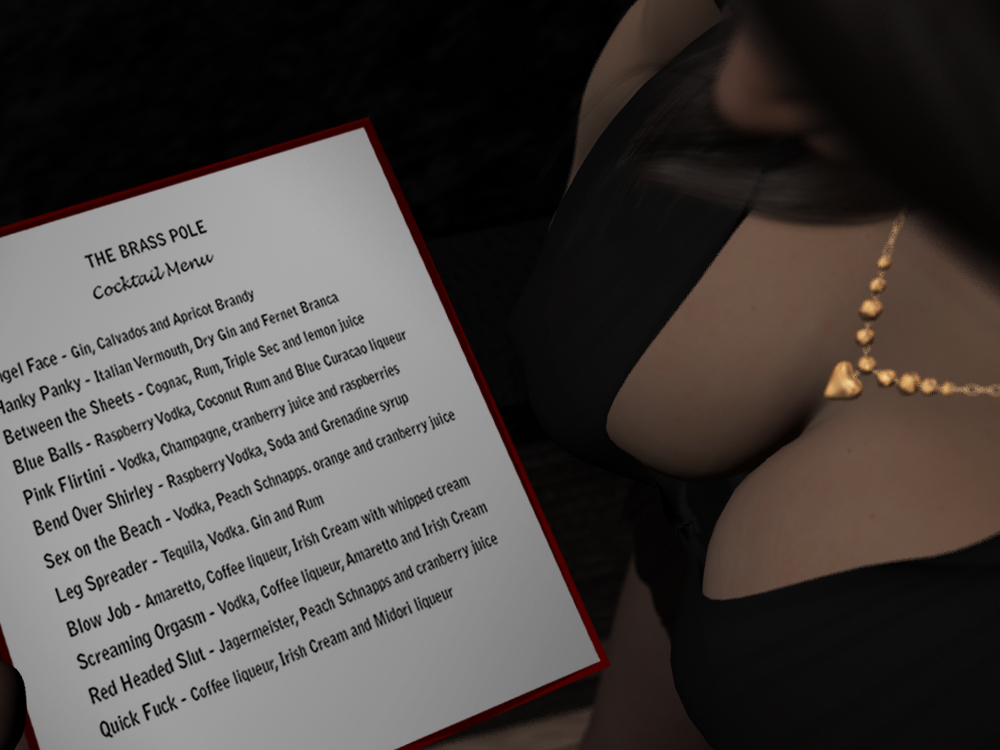 THE BRASS POLE
Cocktail Menu
ngel Face - Gin, Calvados and Apricot Brandy
Hanky Panky - Italian Vermouth, Dry Gin and Fernet Branca
Between the Sheets - Cognac, Rum, Triple Sec and lemon juice
Blue Balls - Raspberry Vodka, Coconut Rum and Blue Curacao liqueur
Pink Flirtini - Vodka, Champagne, cranberry juice and raspberries
Bend Over Shirley - Raspberry Vodka, Soda and Grenadine syrup
Sex on the Beach - Vodka, Peach Schnapps. orange and cranberry juice
Leg Spreader - Tequila, Vodka. Gin and Rum
Blow Job - Amaretto, Coffee liqueur, Irish Cream with whipped cream
Screaming Orgasm - Vodka, Coffee liqueur, Amaretto and Irish Cream
Red Headed Slut - Jagermeister, Peach Schnapps and cranberry juice
Quick Fuck - Coffee liqueur, Irish Cream and Midori liqueur